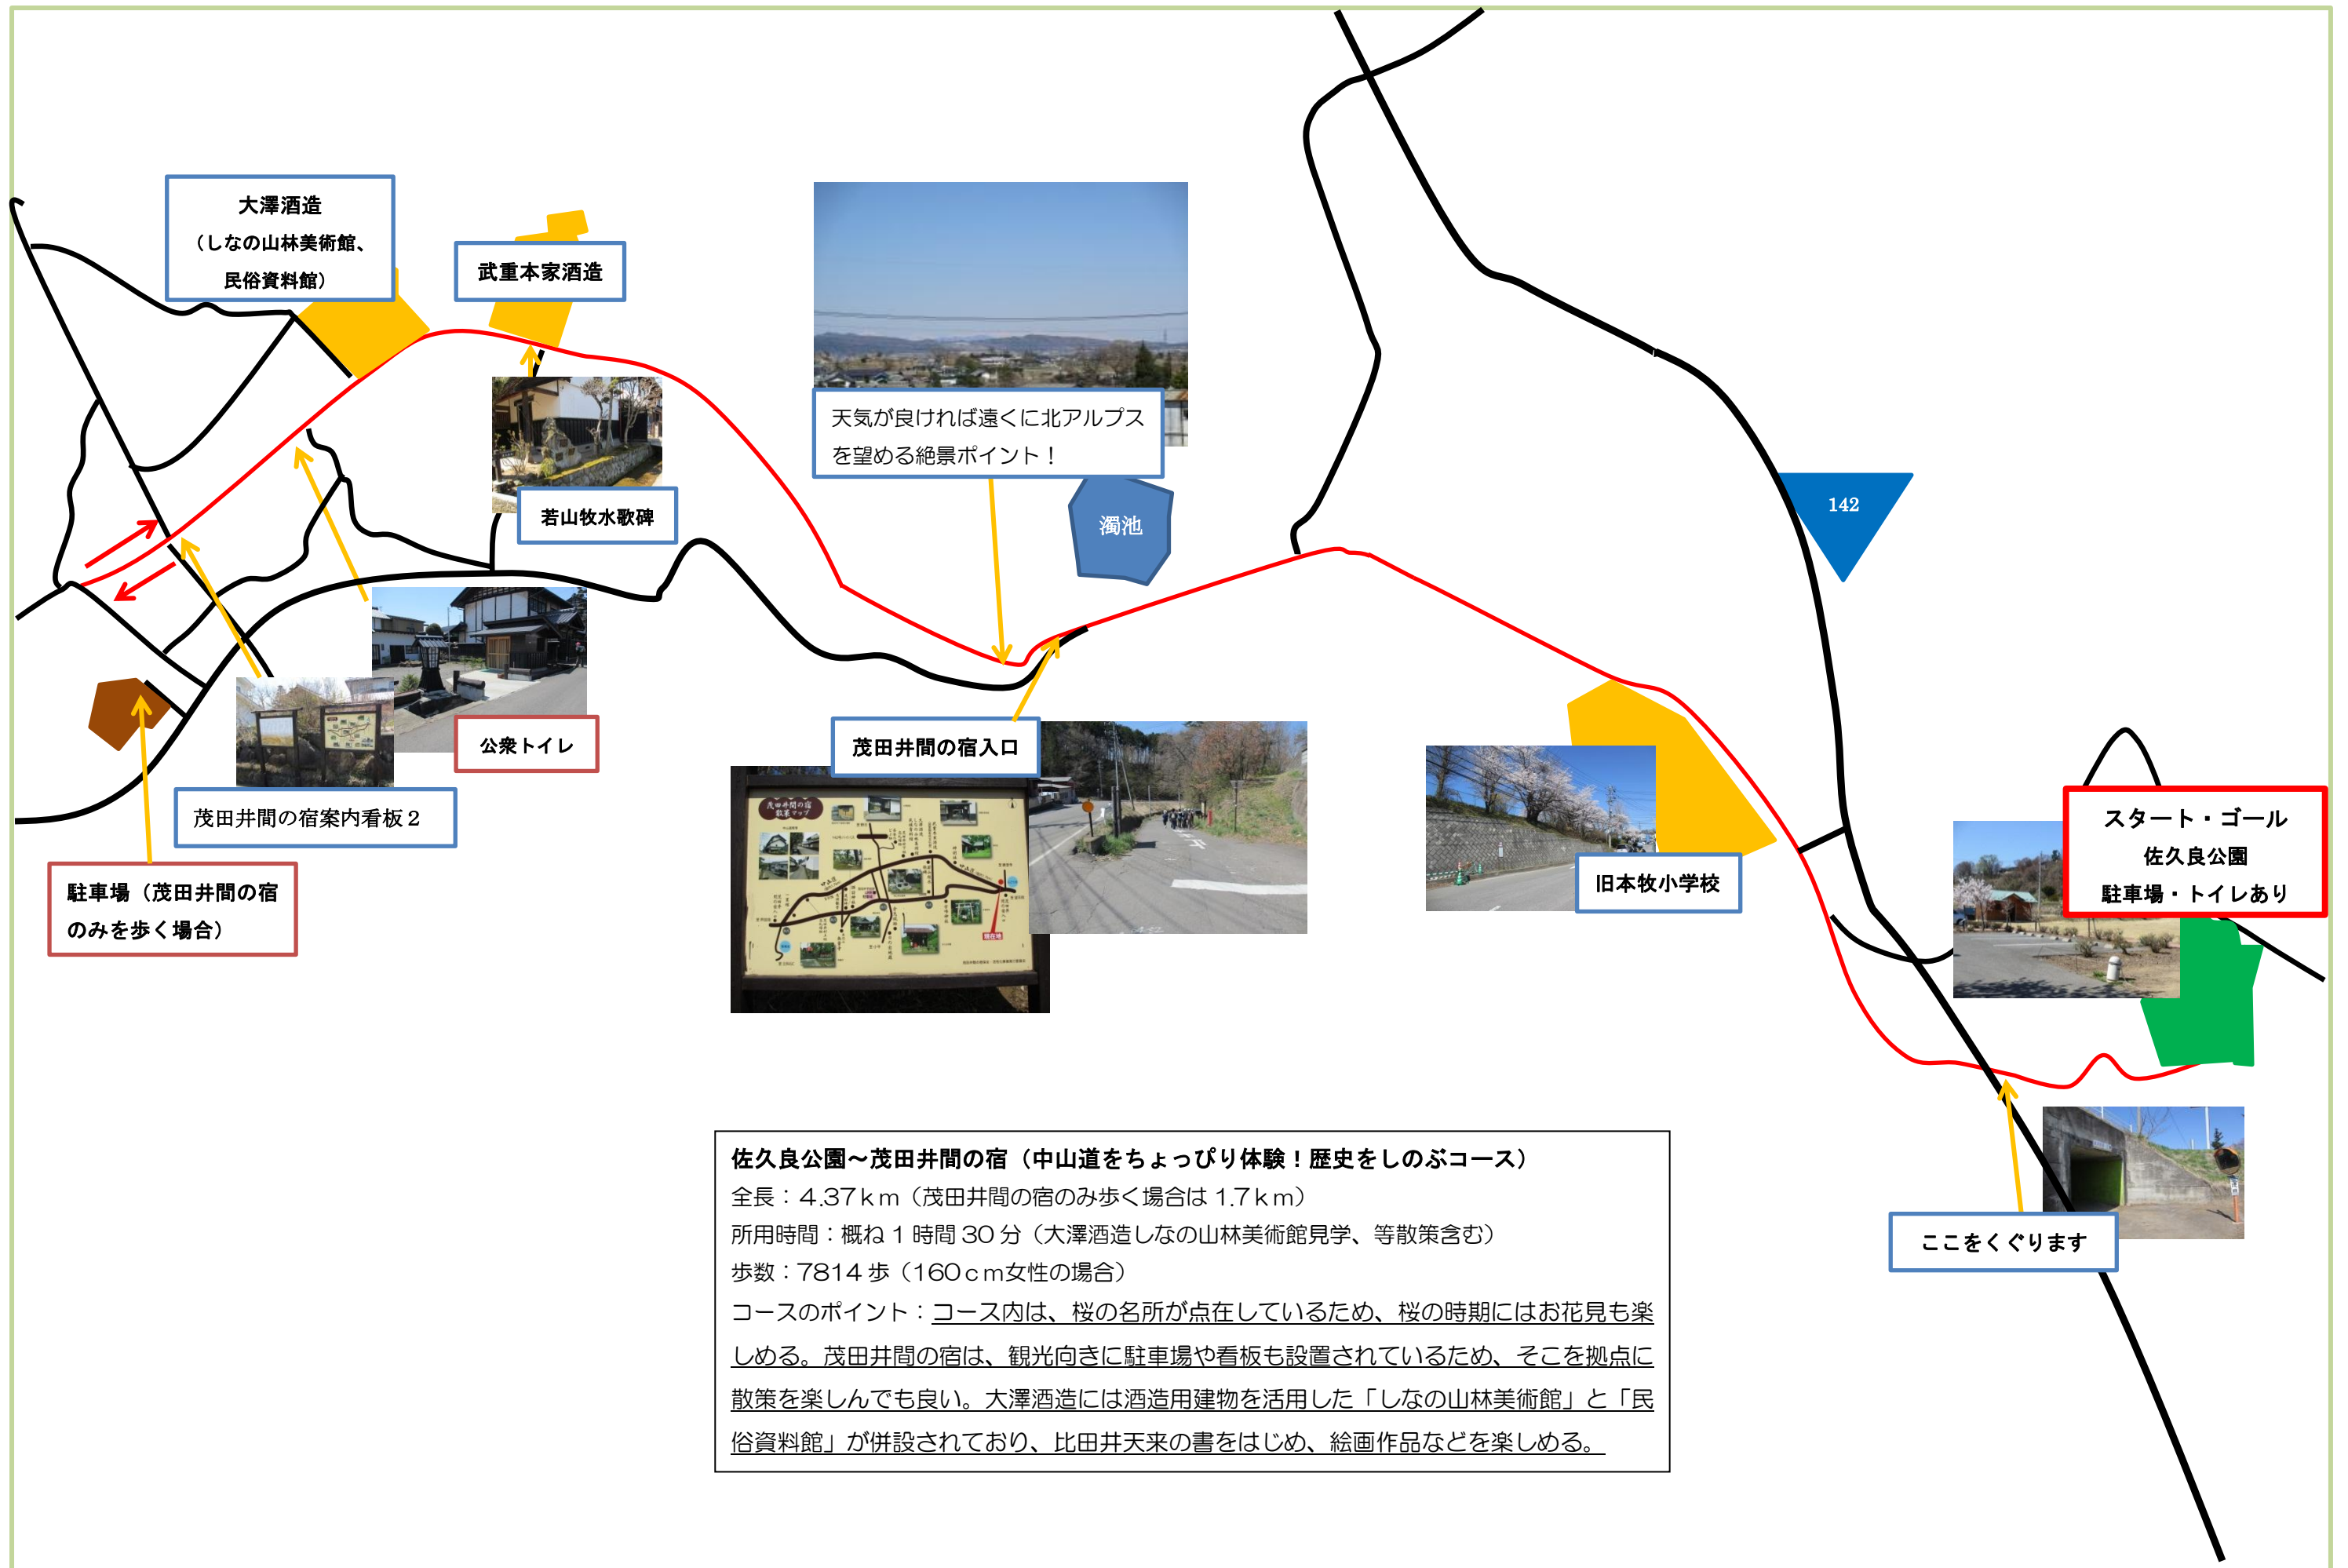 大澤酒造
（しなの山林美術館、
民俗資料館）
武重本家酒造
天気が良ければ遠くに北アルプス
を望める絶景ポイント！
濁池
142
若山牧水歌碑
公衆トイレ
茂田井間の宿案内看板２
駐車場（茂田井間の宿
のみを歩く場合）
茂田井間の宿入口
茂田井間の宿
散策マップ
現在地
旧本牧小学校
スタート・ゴール
佐久良公園
駐車場・トイレあり
ここをくぐります
佐久良公園～茂田井間の宿（中山道をちょっぴり体験！歴史をしのぶコース）
全長：４.37ｋｍ（茂田井間の宿のみ歩く場合は 1.7ｋｍ）
所用時間：概ね 1 時間 30 分（大澤酒造しなの山林美術館見学、等散策含む）
歩数：7814 歩（160ｃｍ女性の場合）
コースのポイント：コース内は、桜の名所が点在しているため、桜の時期にはお花見も楽
しめる。茂田井間の宿は、観光向きに駐車場や看板も設置されているため、そこを拠点に
散策を楽しんでも良い。大澤酒造には酒造用建物を活用した「しなの山林美術館」と「民
俗資料館」が併設されており、比田井天来の書をはじめ、絵画作品などを楽しめる。